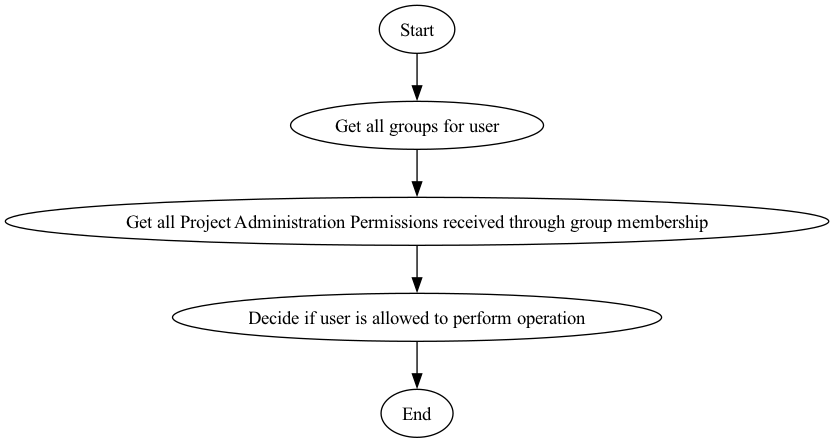 Start
Get all groups for user
Get all Project Administration Permissions received through group membership
Decide if user is allowed to perform operation
End